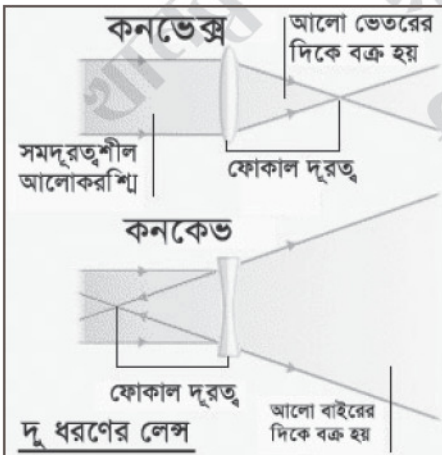 কনভেক্স
আলো ভেতরের
দিকে বক্র হয়
সমদূরত্বশীল
আলোকরশ্মি
ফোকাল দূরত্ব
কনকেভ
ফোকাল দূরত্ব
আলো বাইরের
দিকে বক্র হয়
দু ধরণের লেন্স